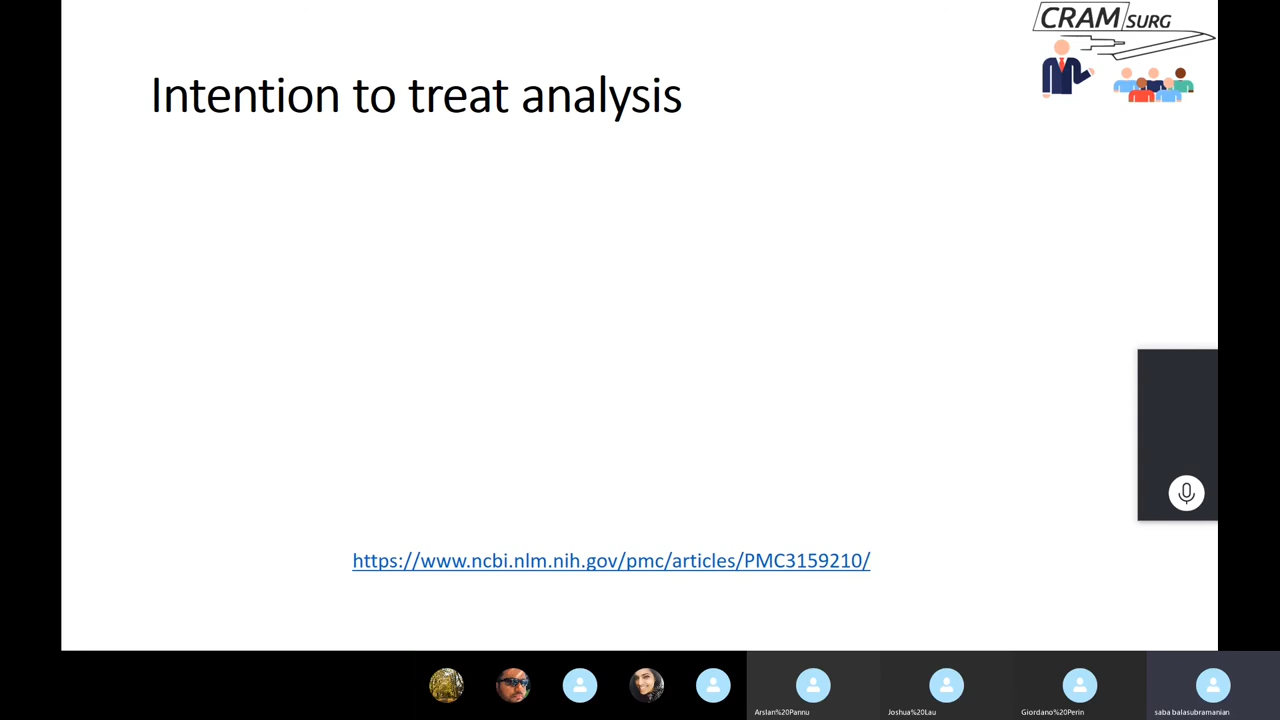 CRAM SURG
Intention to treat analysis
https://www.ncbi.nlm.nih.gov/pmc/articles/PMC3159210/
Arslan%20Pannu
Joshua%20Lau
Giordano%20Perin
saba balasubramanian